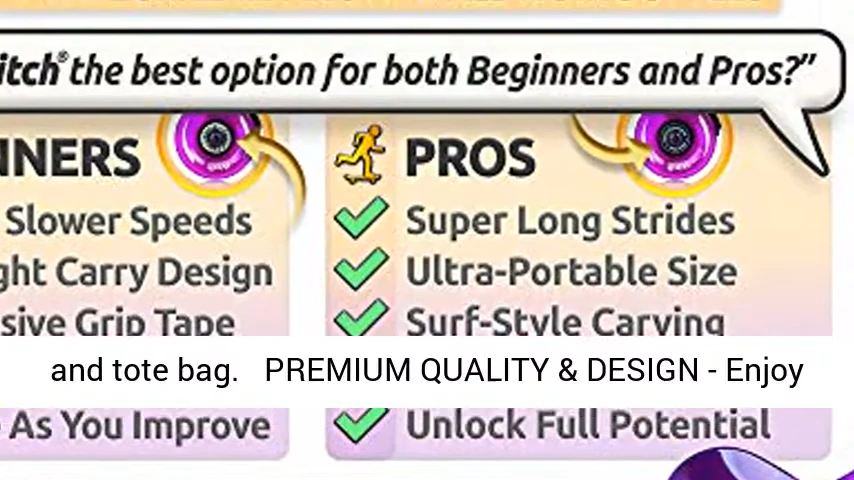 itch® the best option for both Beginners and Pros?”
NNERS
Slower Speeds
ght Carry Design
sive Grip Tape
As You Improve
PROS
Super Long Strides
Ultra-Portable Size
Surf-Style Carving
Unlock Full Potential
and tote bag. PREMIUM QUALITY & DESIGN - Enjoy